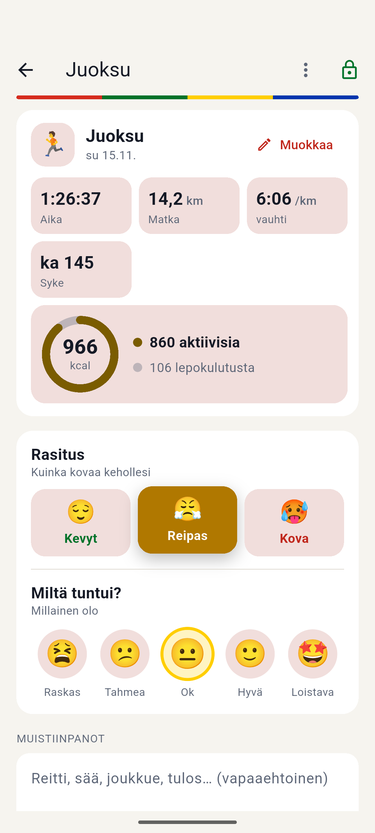 Juoksu
Juoksu
su 15.11.
Muokkaa
1:26:37
Aika
14,2 km
Matka
6:06 /km
vauhti
ka 145
Syke
966
kcal
860 aktiivisia
106 lepokulutusta
Rasitus
Kuinka kovaa kehollesi
Kevyt
Reipas
Kova
Miltä tuntui?
Millainen olo
Raskas
Tahmea
Ok
Hyvä
Loistava
MUISTIINPANOT
Reitti, sää, joukkue, tulos… (vapaaehtoinen)